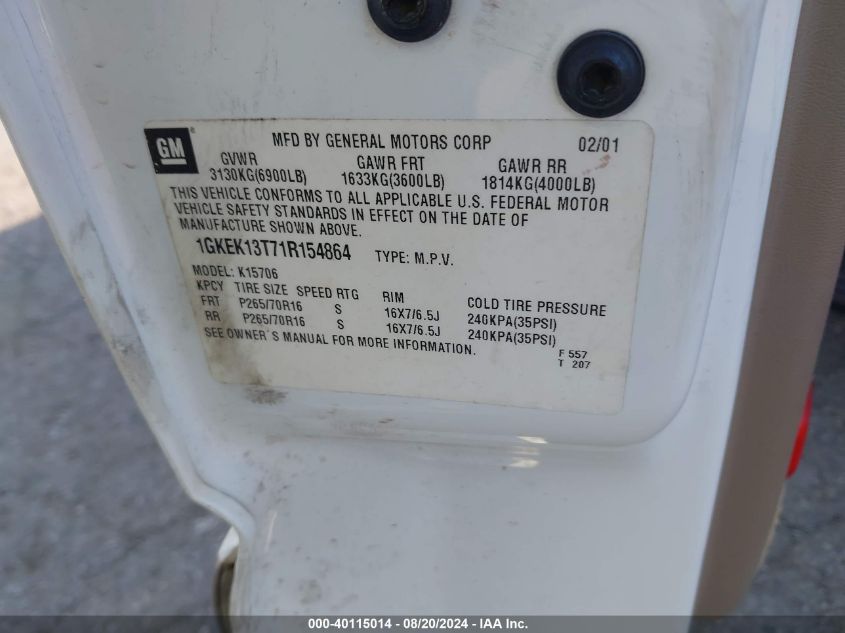 GM ® MFD BY GENERAL MOTORS CORP 02/01
GVWR GAWR FRT GAWR RR
3130KG(6900LB) 1633KG(3600LB) 1814KG(4000LB)
THIS VEHICLE CONFORMS TO ALL APPLICABLE U.S. FEDERAL MOTOR
VEHICLE SAFETY STANDARDS IN EFFECT ON THE DATE OF
MANUFACTURE SHOWN ABOVE.
1GKEK13T71R154864 TYPE: M.P.V.
MODEL: K15706
KPCY TIRE SIZE SPEED RTG RIM COLD TIRE PRESSURE
FRT P265/70R16 S 16X7/6.5J 240KPA(35PSI)
RR P265/70R16 S 16X7/6.5J 240KPA(35PSI)
SEE OWNER'S MANUAL FOR MORE INFORMATION.
F 557
T 207
000-40115014 - 08/20/2024 - IAA Inc.